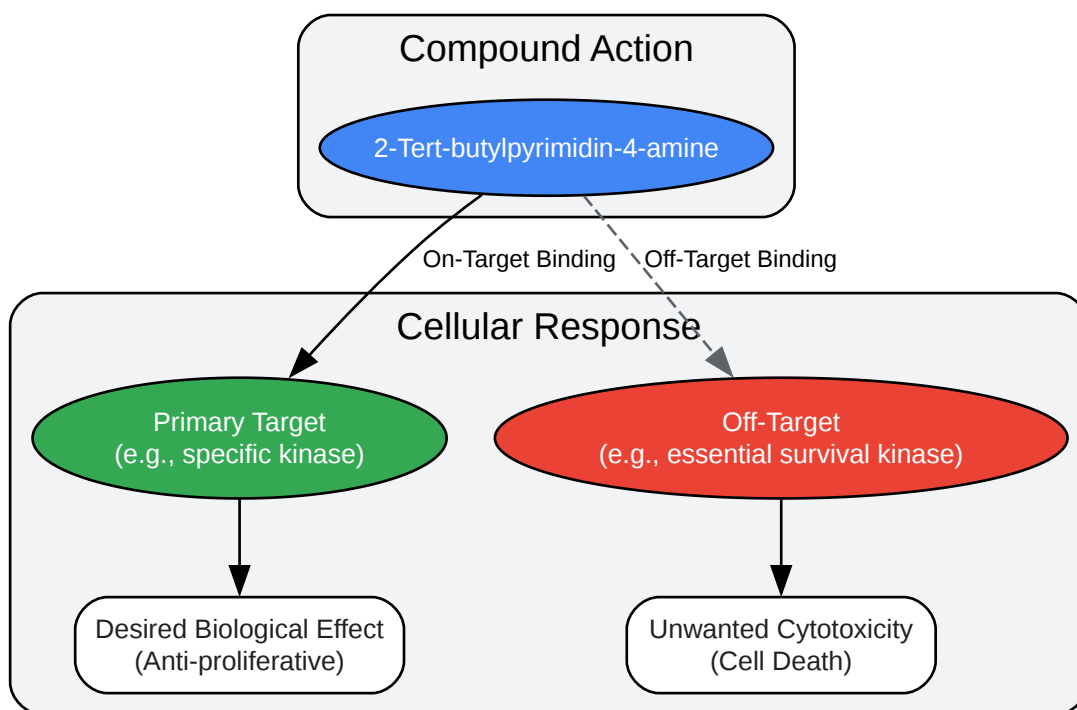 Compound Action
2-Tert-butylpyrimidin-4-amine
On-Target Binding
Off-Target Binding
Cellular Response
Primary Target
(e.g., specific kinase)
Off-Target
(e.g., essential survival kinase)
Desired Biological Effect
(Anti-proliferative)
Unwanted Cytotoxicity
(Cell Death)